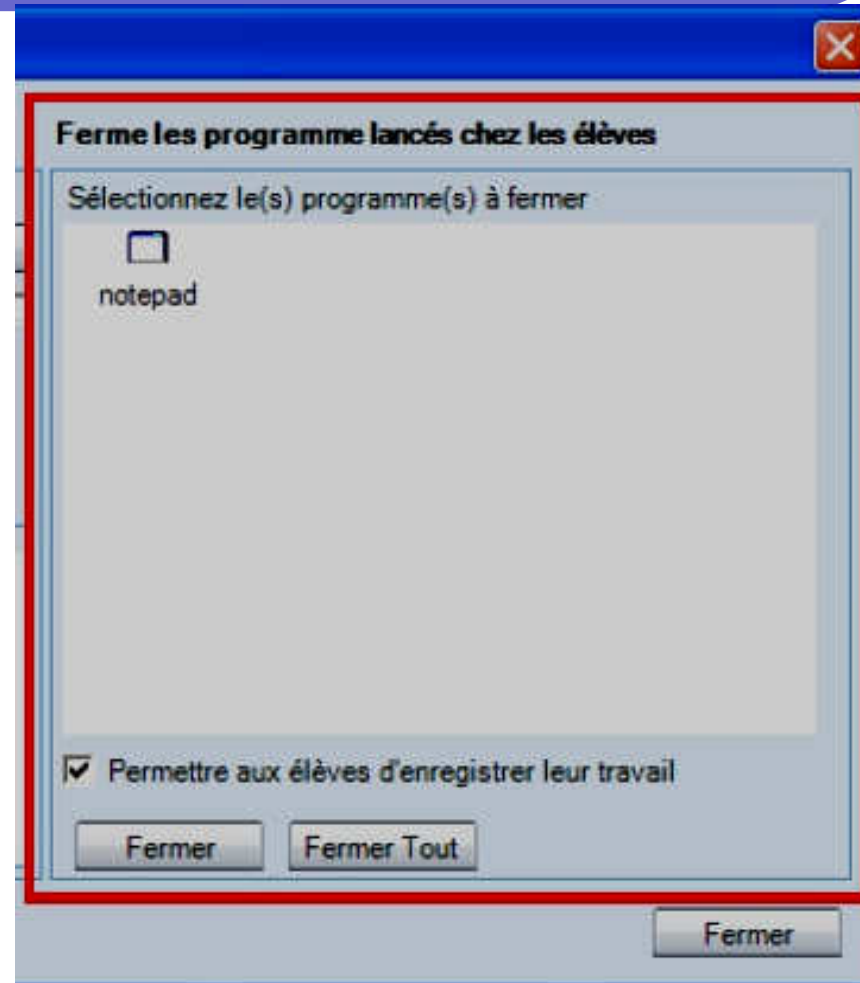 Ferme les programme lancés chez les élèves
Sélectionnez le(s) programme(s) à fermer
notepad
Permettre aux élèves d'enregistrer leur travail
Fermer Fermer Tout
Fermer